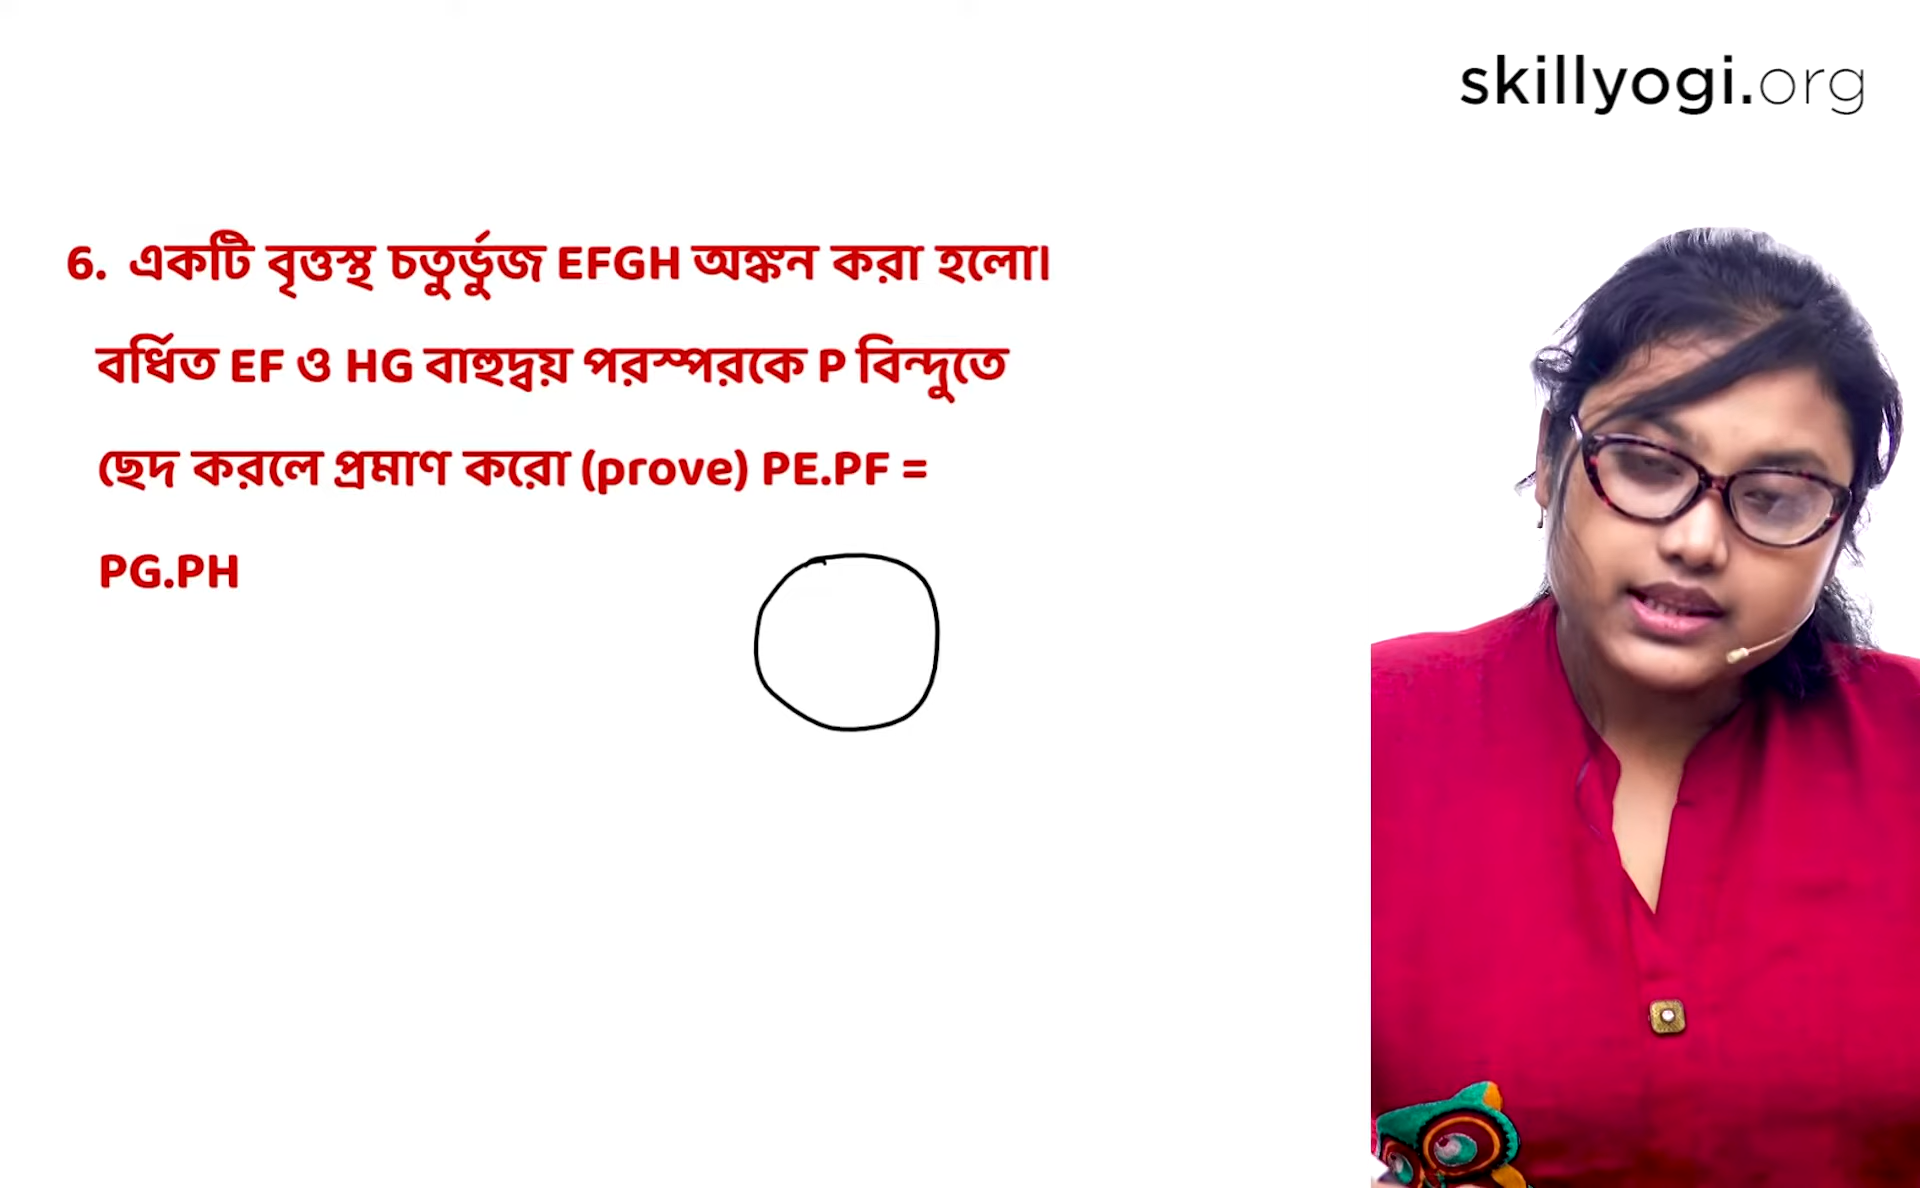 skillyogi.org
6. একটি বৃত্তস্থ চতুর্ভুজ EFGH অঙ্কন করা হলো।
বর্ধিত EF ও HG বাহুদ্বয় পরস্পরকে P বিন্দুতে
ছেদ করলে প্রমাণ করো (prove) PE.PF =
PG.PH